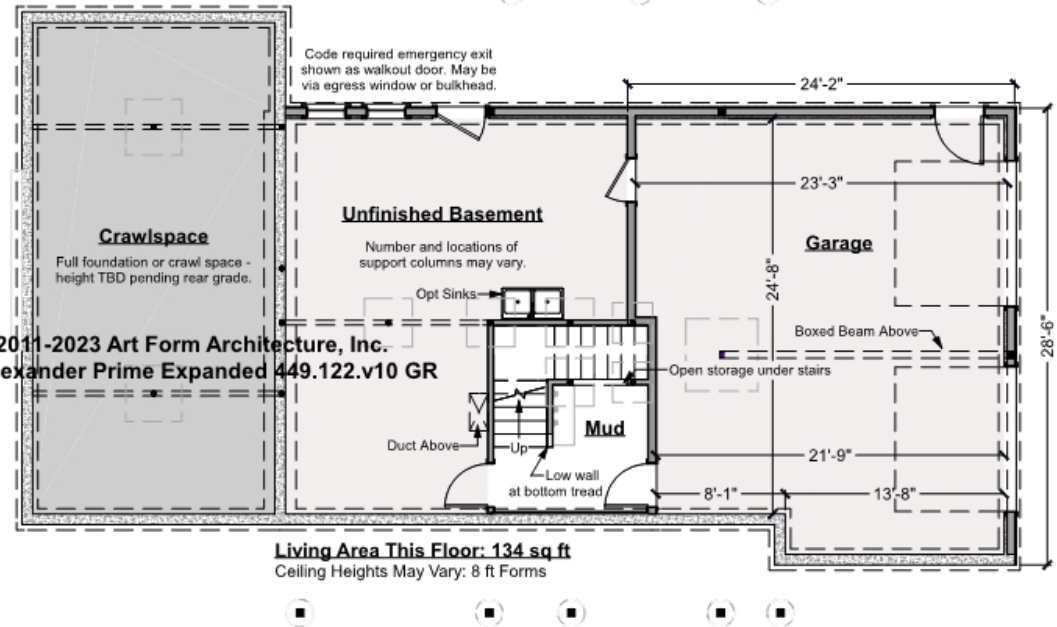 Code required emergency exit
shown as walkout door. May be
via egress window or bulkhead.
24'-2"
23'-3"
Unfinished Basement
Number and locations of
support columns may vary.
Crawlspace
Full foundation or crawl space -
height TBD pending rear grade.
Garage
24'-8"
Opt Sinks
28'-6"
Boxed Beam Above
2011-2023 Art Form Architecture, Inc.
exander Prime Expanded 449.122.v10 GR
Open storage under stairs
Mud
Duct Above
Up
Low wall
at bottom tread
21'-9"
8'-1"
13'-8"
Living Area This Floor: 134 sq ft
Ceiling Heights May Vary: 8 ft Forms